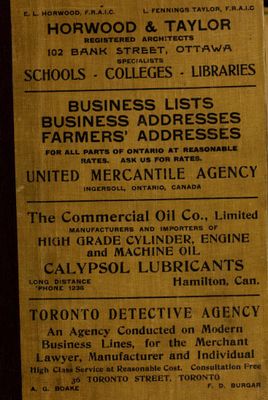 E. L. HORWOOD, F.R.A.I.C. L. FENNINGS TAYLOR, F.R.A.I.C
HORWOOD & TAYLOR
REGISTERED ARCHITECTS
102 BANK STREET, OTTAWA
SPECIALISTS
SCHOOLS - COLLEGES - LIBRARIES
BUSINESS LISTS
BUSINESS ADDRESSES
FARMERS' ADDRESSES
FOR ALL PARTS OF ONTARIO AT REASONABLE
RATES. ASK US FOR RATES.
UNITED MERCANTILE AGENCY
INGERSOLL, ONTARIO, CANADA
The Commercial Oil Co., Limited
MANUFACTURERS AND IMPORTERS OF
HIGH GRADE CYLINDER, ENGINE
and MACHINE OIL
CALYPSOL LUBRICANTS
LONG DISTANCE
'PHONE 1236 Hamilton, Can.
TORONTO DETECTIVE AGENCY
An Agency Conducted on Modern
Business Lines, for the Merchant
Lawyer, Manufacturer and Individual
High Class Service at Reasonable Cost. Consultation Free
36 TORONTO STREET, TORONTO
A. G. BOAKE F. D. BURGAR